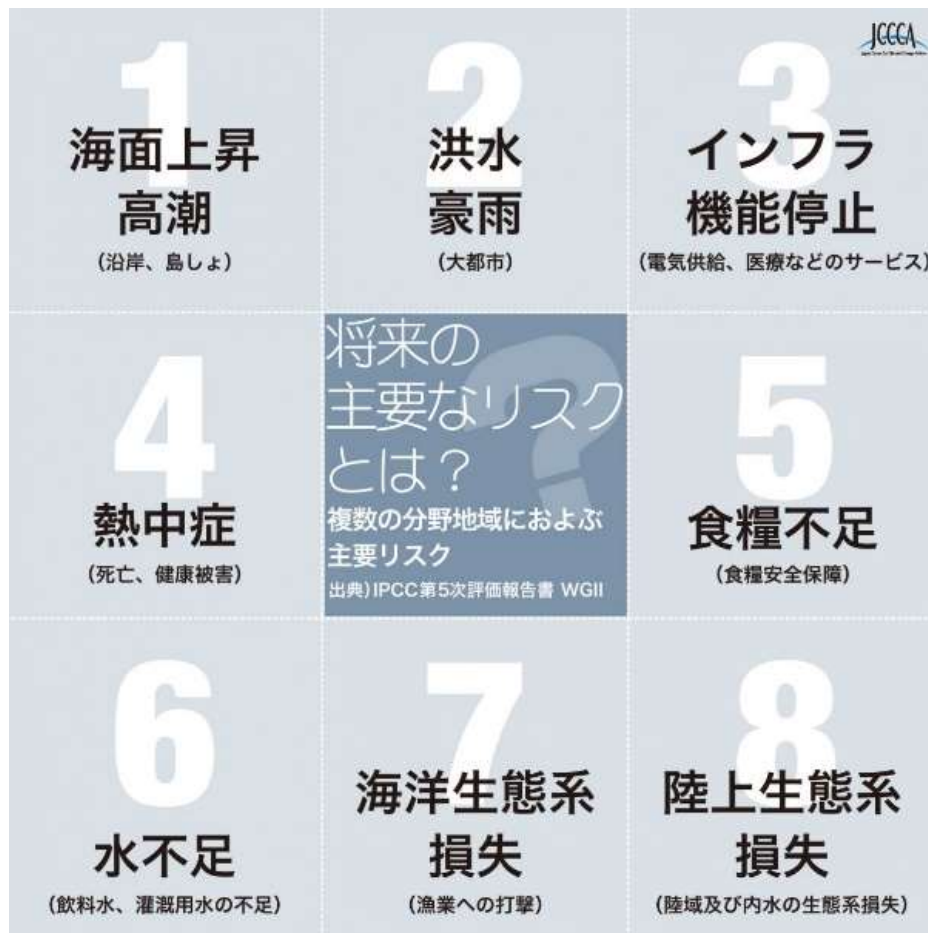 JCCCA
1
海面上昇
高潮
(沿岸、島しょ)
2
洪水
豪雨
(大都市)
3
インフラ
機能停止
(電気供給、医療などのサービス)
4
熱中症
(死亡、健康被害)
将来の
主要なリスク
とは？
複数の分野地域におよぶ
主要リスク
出典)IPCC第5次評価報告書 WGII
5
食糧不足
(食糧安全保障)
6
水不足
(飲料水、灌漑用水の不足)
7
海洋生態系
損失
(漁業への打撃)
8
陸上生態系
損失
(陸域及び内水の生態系損失)